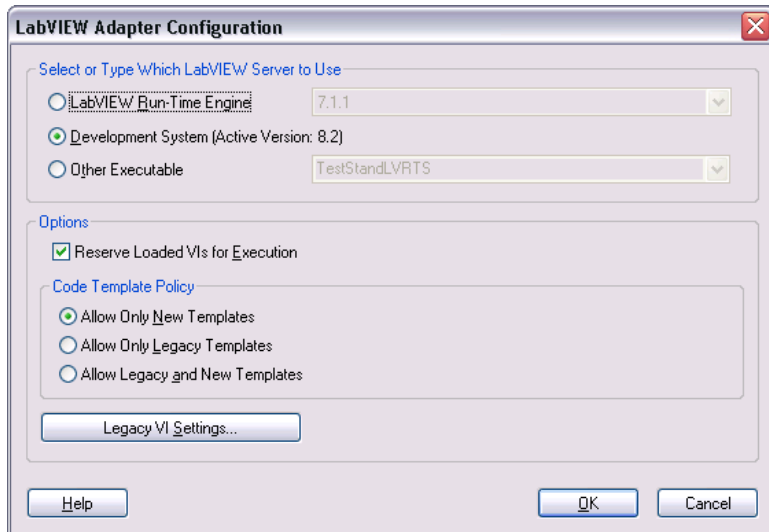 LabVIEW Adapter Configuration
Select or Type Which LabVIEW Server to Use
LabVIEW Run-Time Engine 7.1.1
Development System (Active Version: 8.2)
Other Executable TestStandLVRTS
Options
Reserve Loaded VIs for Execution
Code Template Policy
Allow Only New Templates
Allow Only Legacy Templates
Allow Legacy and New Templates
Legacy VI Settings...
Help OK Cancel